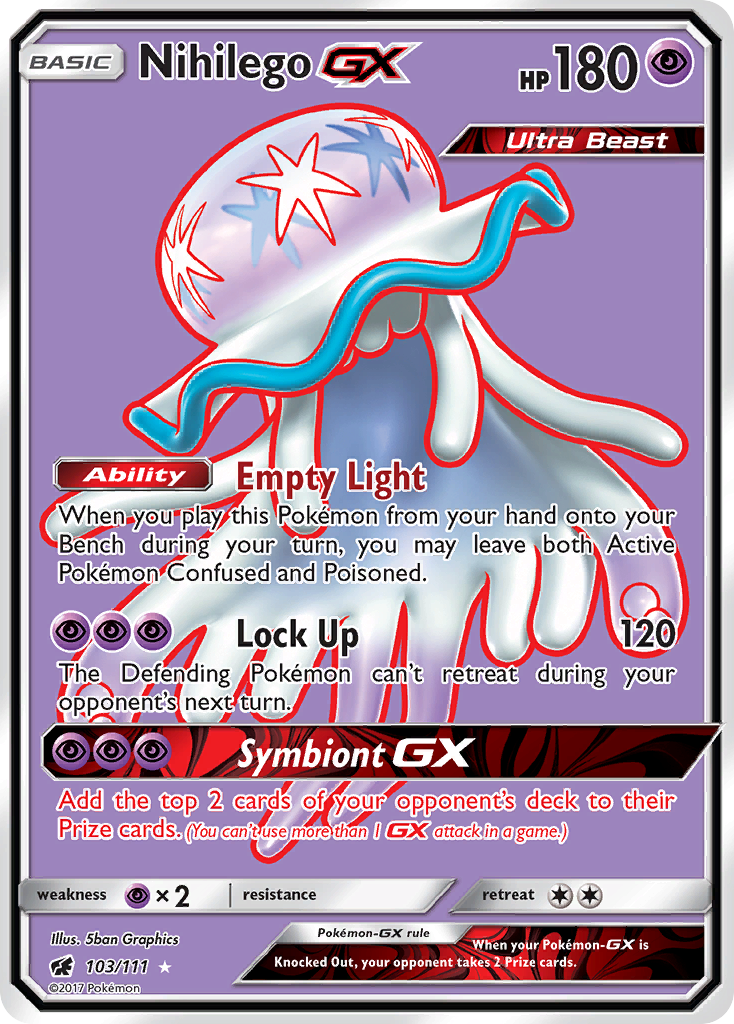 BASIC
Nihilego GX
HP 180
Ultra Beast
Ability Empty Light
When you play this Pokémon from your hand onto your
Bench during your turn, you may leave both Active
Pokémon Confused and Poisoned.
Lock Up 120
The Defending Pokémon can't retreat during your
opponent's next turn.
Symbiont GX
Add the top 2 cards of your opponent's deck to their
Prize cards. (You can't use more than 1 GX attack in a game.)
weakness ×2 resistance retreat
Illus. 5ban Graphics
103/111
©2017 Pokémon
Pokémon-GX rule
When your Pokémon-GX is
Knocked Out, your opponent takes 2 Prize cards.